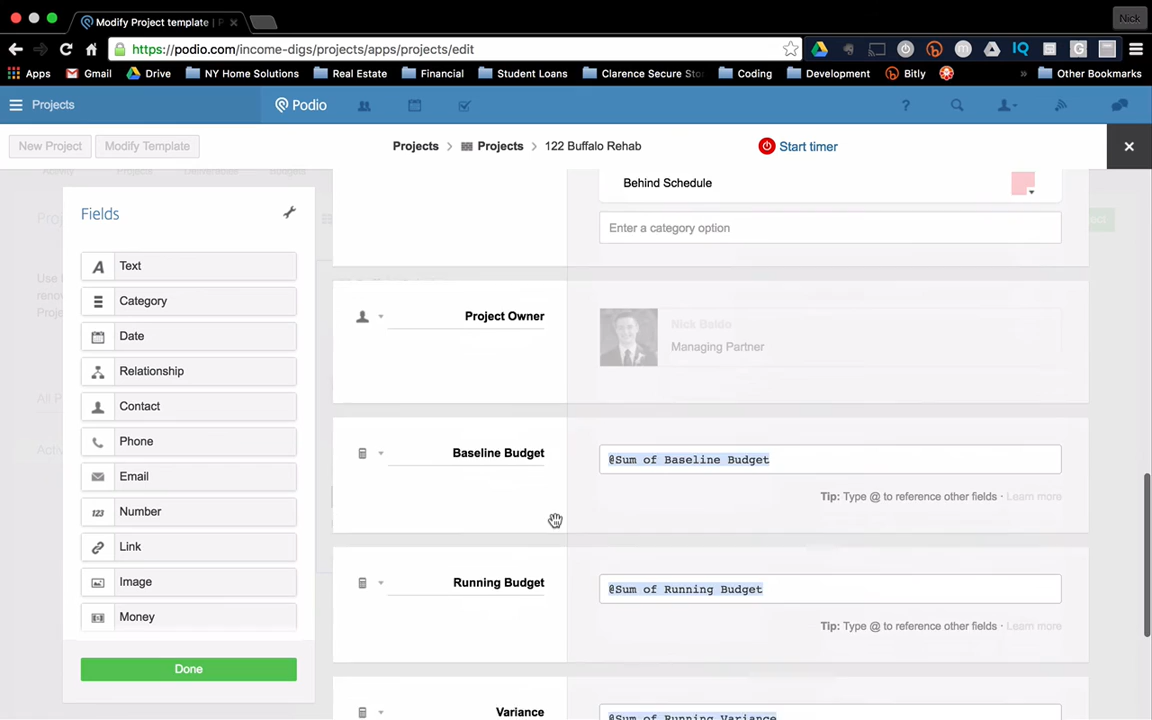 Modify Project template | P
Nick
https://podio.com/income-digs/projects/apps/projects/edit
Apps Gmail Drive NY Home Solutions Real Estate Financial Student Loans Clarence Secure Sto Coding Development Bitly » Other Bookmarks
Projects Podio
New Project Modify Template Projects > Projects > 122 Buffalo Rehab Start timer
Fields
Text
Category
Date
Relationship
Contact
Phone
Email
Number
Link
Image
Money
Done
Behind Schedule
Enter a category option
Project Owner
Nick Boldo
Managing Partner
Baseline Budget
@Sum of Baseline Budget
Tip: Type @ to reference other fields · Learn more
Running Budget
@Sum of Running Budget
Tip: Type @ to reference other fields · Learn more
Variance
@Sum of Running Variance